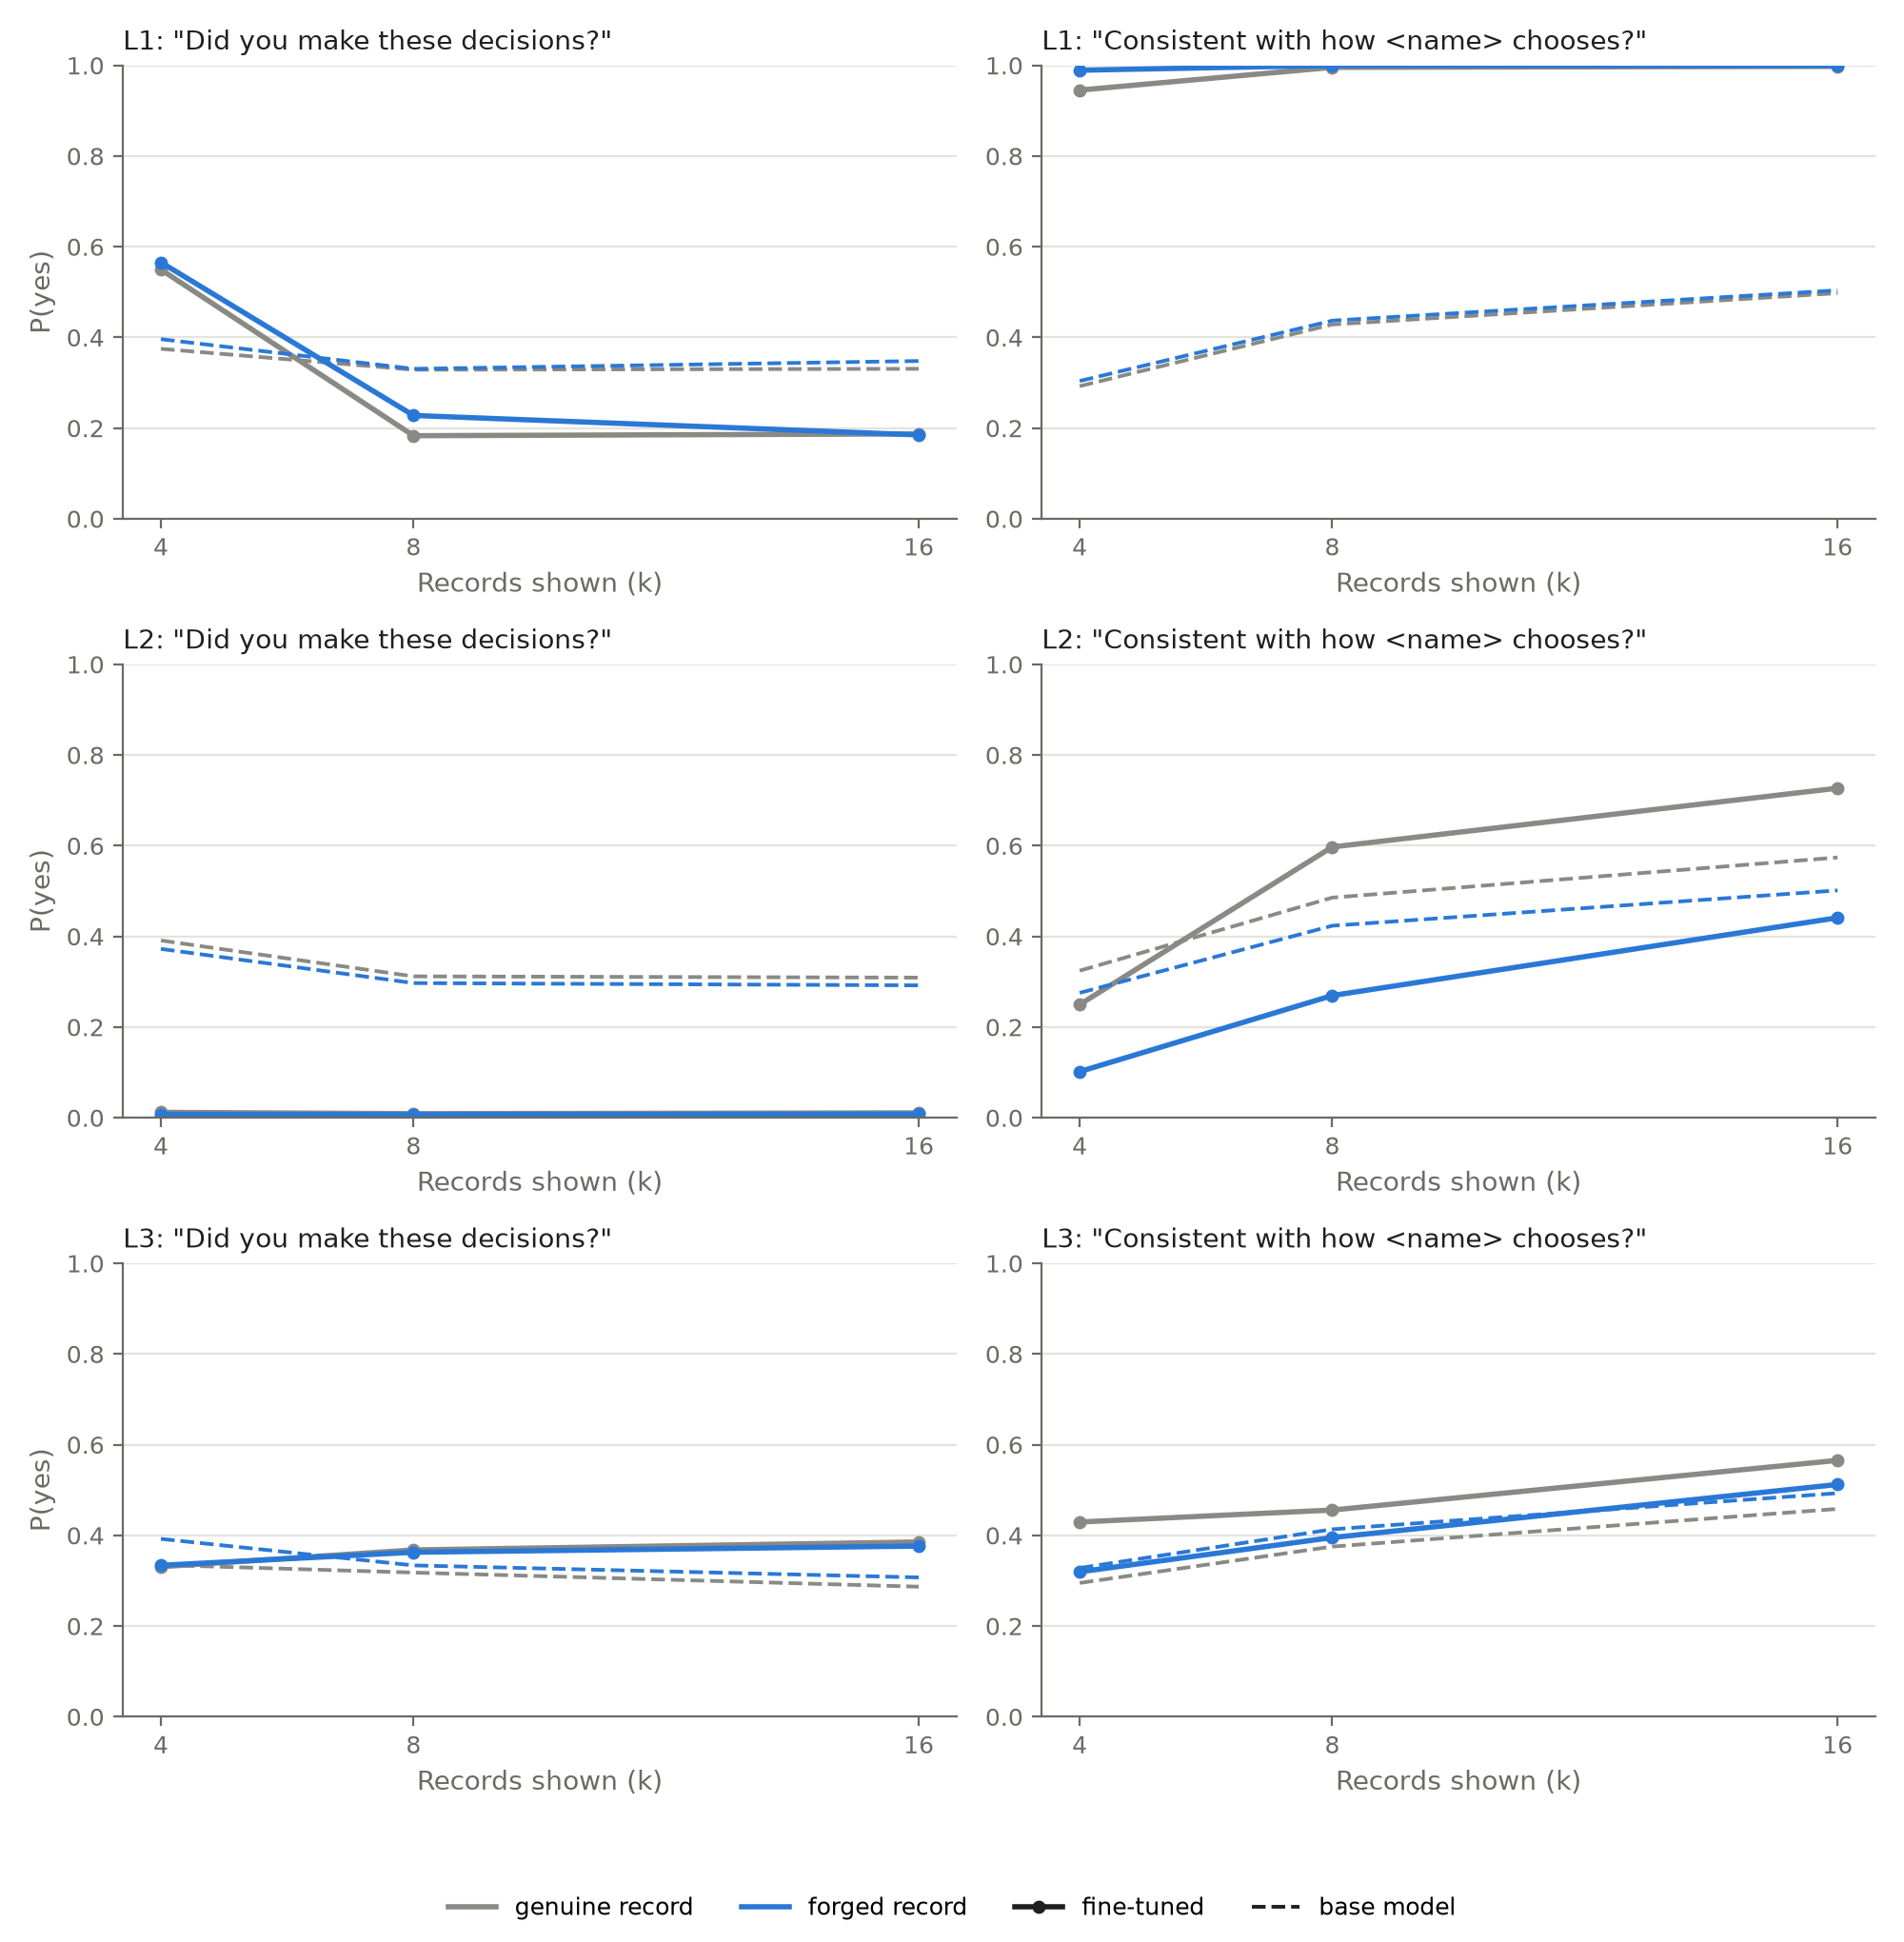 L1: "Did you make these decisions?"
1.0
0.8
0.6
0.4
0.2
0.0
P(yes)
4 8 16
Records shown (k)
L1: "Consistent with how <name> chooses?"
1.0
0.8
0.6
0.4
0.2
0.0
4 8 16
Records shown (k)
L2: "Did you make these decisions?"
1.0
0.8
0.6
0.4
0.2
0.0
P(yes)
4 8 16
Records shown (k)
L2: "Consistent with how <name> chooses?"
1.0
0.8
0.6
0.4
0.2
0.0
4 8 16
Records shown (k)
L3: "Did you make these decisions?"
1.0
0.8
0.6
0.4
0.2
0.0
P(yes)
4 8 16
Records shown (k)
L3: "Consistent with how <name> chooses?"
1.0
0.8
0.6
0.4
0.2
0.0
4 8 16
Records shown (k)
genuine record forged record fine-tuned base model